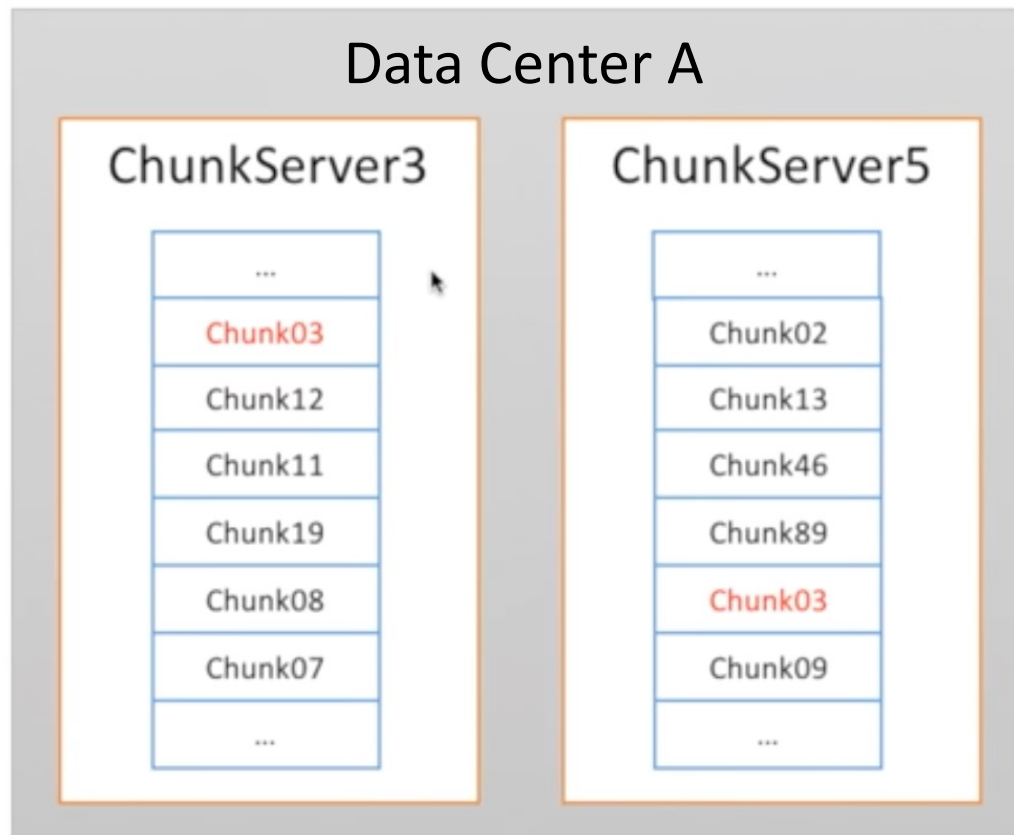 Data Center A
ChunkServer3
...
Chunk03
Chunk12
Chunk11
Chunk19
Chunk08
Chunk07
...
ChunkServer5
...
Chunk02
Chunk13
Chunk46
Chunk89
Chunk03
Chunk09
...